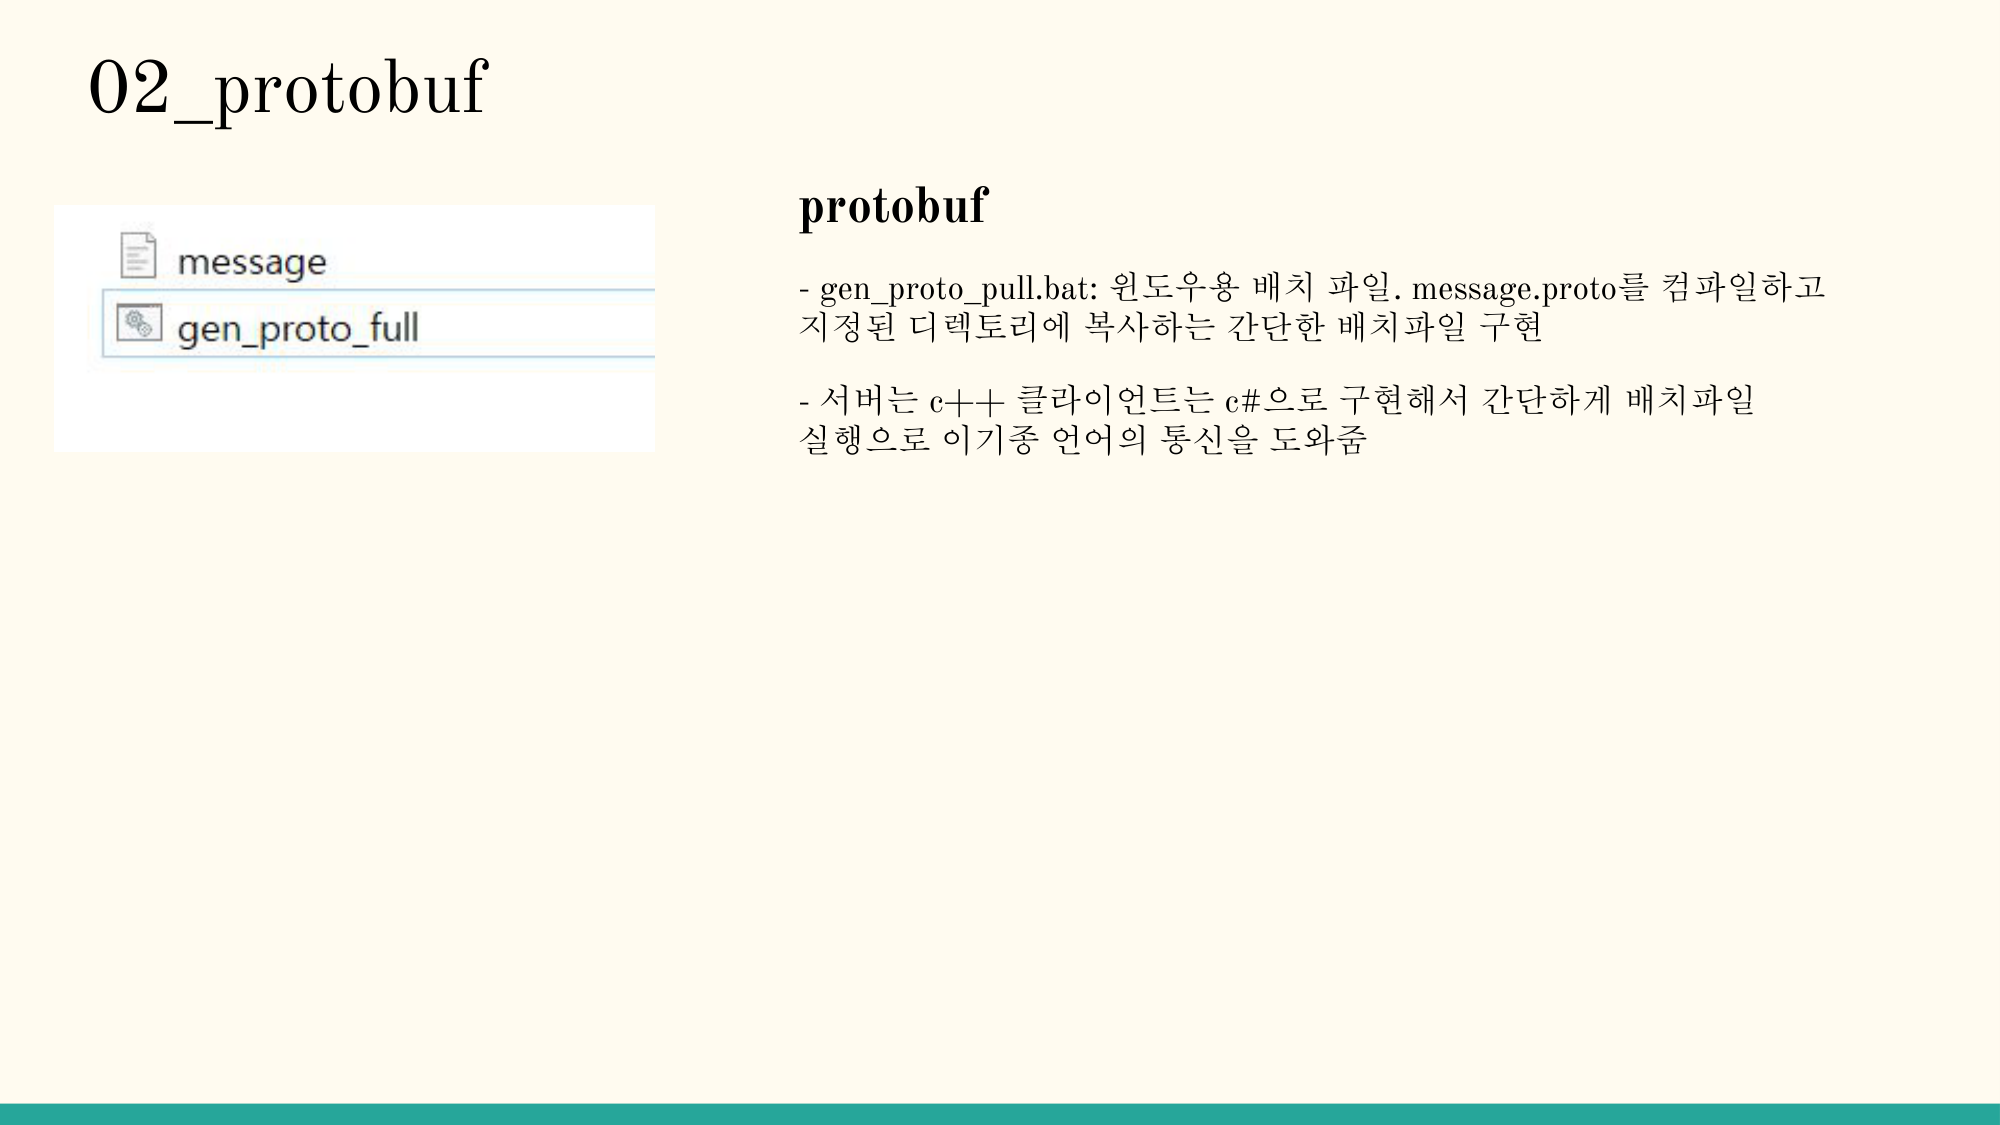 02_protobuf
message
gen_proto_full
protobuf
- gen_proto_pull.bat: 윈도우용 배치 파일. message.proto를 컴파일하고
지정된 디렉토리에 복사하는 간단한 배치파일 구현
- 서버는 c++ 클라이언트는 c#으로 구현해서 간단하게 배치파일
실행으로 이기종 언어의 통신을 도와줌